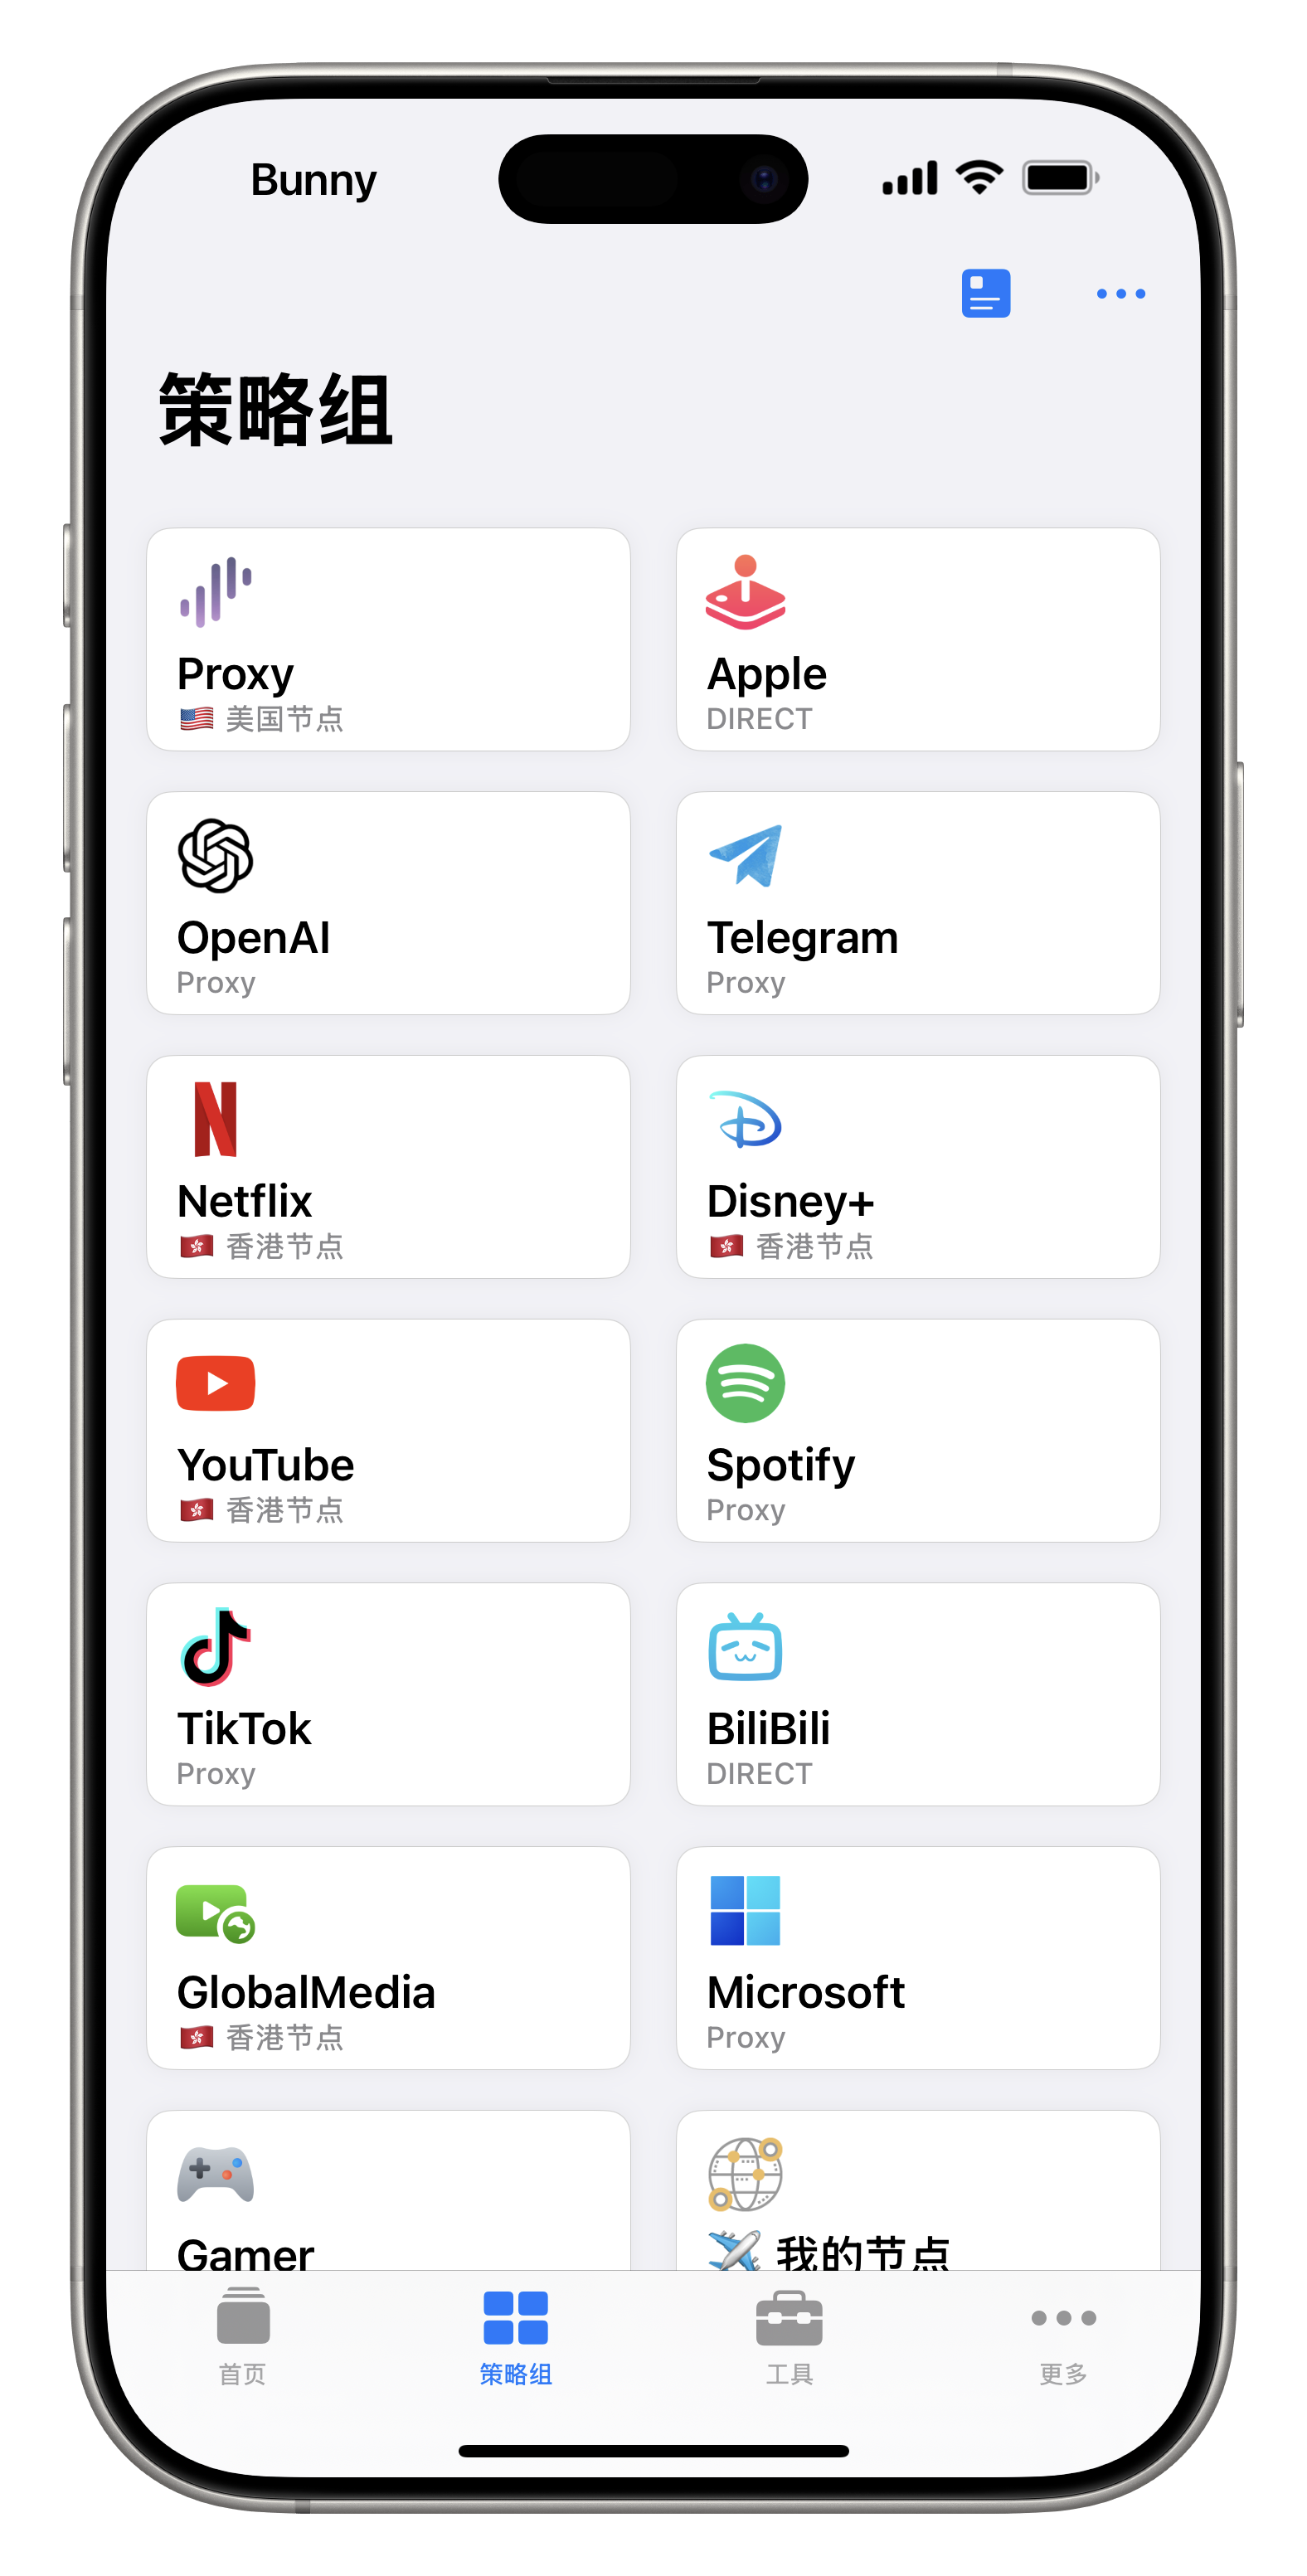 Bunny
策略组
Proxy
🇺🇸 美国节点
Apple
DIRECT
OpenAI
Proxy
Telegram
Proxy
Netflix
🇭🇰 香港节点
Disney+
🇭🇰 香港节点
YouTube
🇭🇰 香港节点
Spotify
Proxy
TikTok
Proxy
BiliBili
DIRECT
GlobalMedia
🇭🇰 香港节点
Microsoft
Proxy
Gamer
✈️ 我的节点
首页
策略组
工具
更多